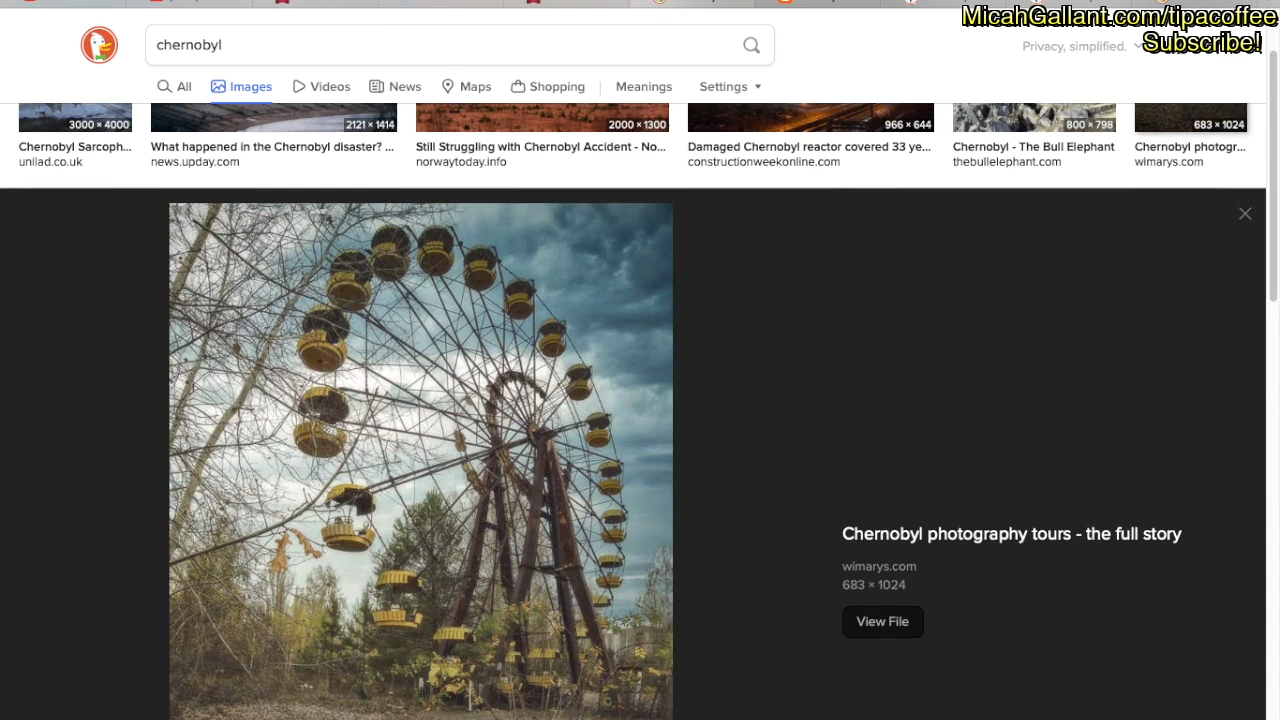 MicahGallant.com/tipacoffee
chernobyl
Privacy, simplified.
Subscribe!
All
Images
Videos
News
Maps
Shopping
Meanings
Settings
3000 × 4000
2121 × 1414
2000 × 1300
966 × 644
800 × 798
683 × 1024
Chernobyl Sarcoph...
What happened in the Chernobyl disaster? ...
Still Struggling with Chernobyl Accident - No...
Damaged Chernobyl reactor covered 33 ye...
Chernobyl - The Bull Elephant
Chernobyl photogr...
unilad.co.uk
news.upday.com
norwaytoday.info
constructionweekonline.com
thebullelephant.com
wimarys.com
Chernobyl photography tours - the full story
wimarys.com
683 × 1024
View File